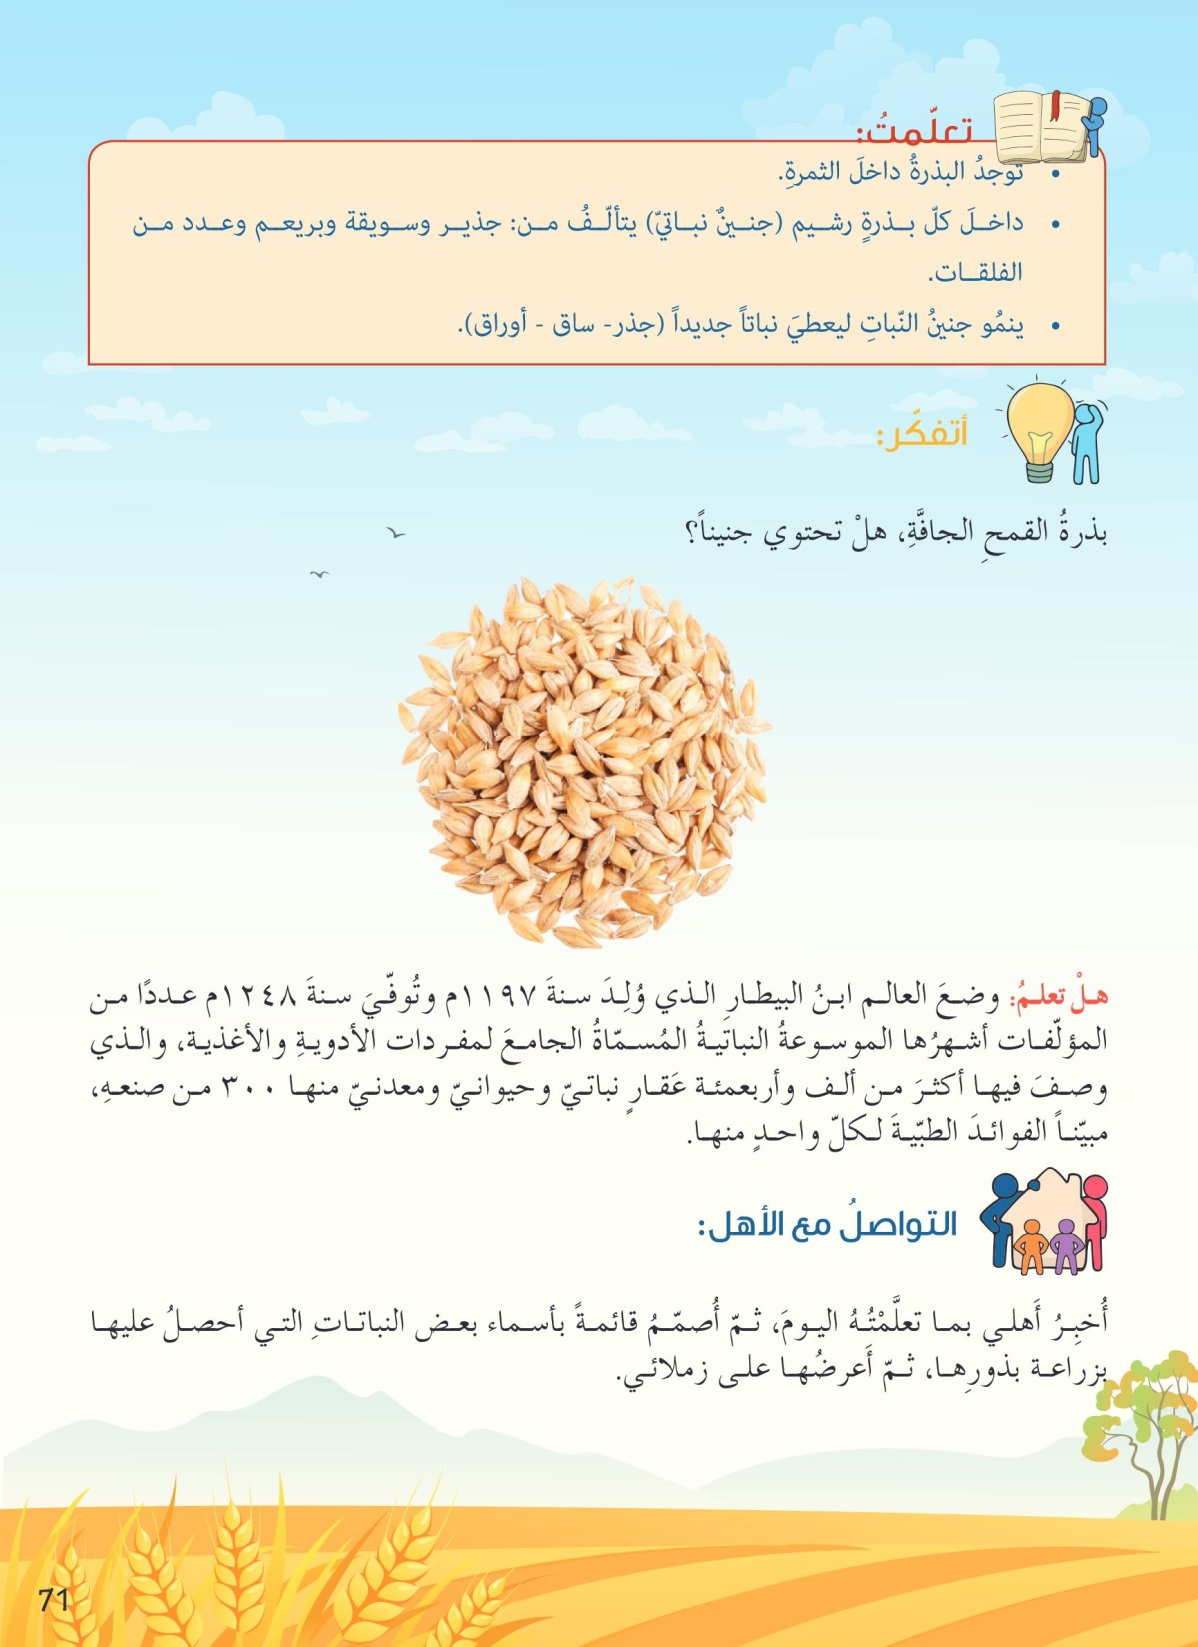 تعلّمتُ:
• توجدُ البذرةُ داخلَ الثمرةِ.
• داخلَ كلّ بذرةٍ رشيم (جنينٌ نباتيّ) يتألّفُ من: جذير وسويقة وبريعم وعدد من
الفلقات.
• ينمُو جنينُ النّباتِ ليعطيَ نباتاً جديداً (جذر- ساق - أوراق).
أتفكّر:
بذرةُ القمحِ الجافَّةِ، هلْ تحتوي جنيناً؟
هلْ تعلمُ: وضعَ العالم ابنُ البيطارِ الذي وُلِدَ سنةَ ١١٩٧م وتُوفّيَ سنةَ ١٢٤٨م عددًا من
المؤلّفات أشهرُها الموسوعةُ النباتيةُ المُسمّاةُ الجامعَ لمفردات الأدويةِ والأغذية، والذي
وصفَ فيها أكثرَ من ألف وأربعمئة عَقارٍ نباتيّ وحيوانيّ ومعدنيّ منها ٣٠٠ من صنعهِ،
مبيّناً الفوائدَ الطبّيةَ لكلّ واحدٍ منها.
التواصلُ مع الأهل:
أُخبِرُ أَهلي بما تعلَّمْتُهُ اليومَ، ثمّ أُصمّمُ قائمةً بأسماء بعض النباتاتِ التي أحصلُ عليها
بزراعة بذورِها، ثمّ أَعرضُها على زملائي.
71